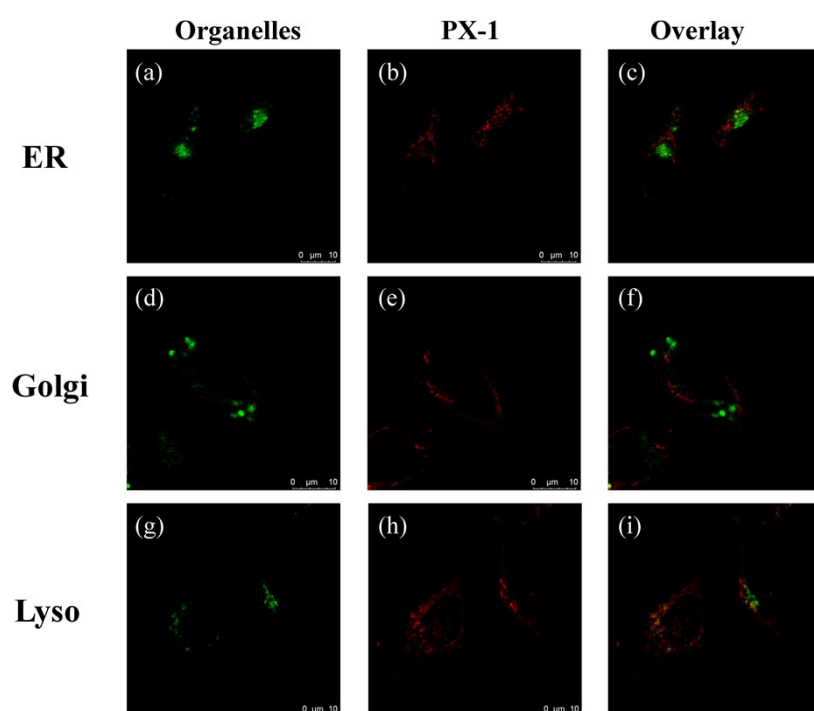 Organelles PX-1 Overlay
ER (a) (b) (c)
0 µm 10 0 µm 10
Golgi (d) (e) (f)
0 µm 10 0 µm 10
Lyso (g) (h) (i)
0 µm 10 0 µm 10